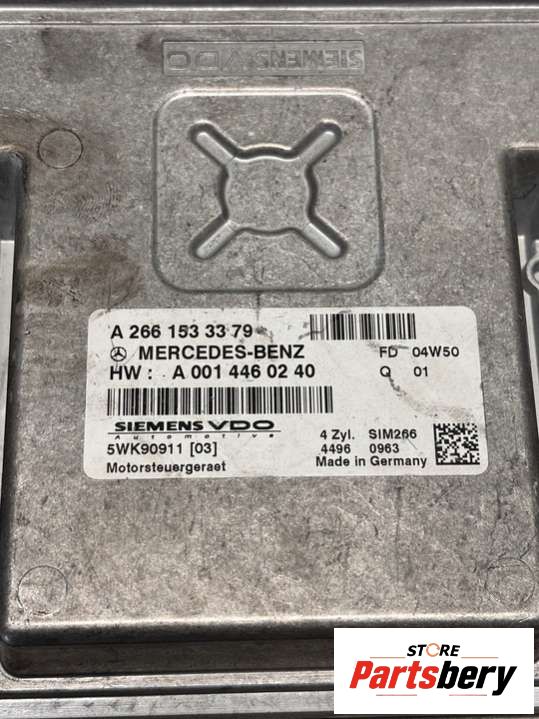 SIEMENS VDO
A 266 153 33 79
MERCEDES-BENZ
FD 04W50
HW : A 001 446 02 40
Q 01
SIEMENS VDO
Automotive
4 Zyl. SIM266
5WK90911 [03]
4496 0963
Motorsteuergeraet
Made in Germany
STORE
Partsbery